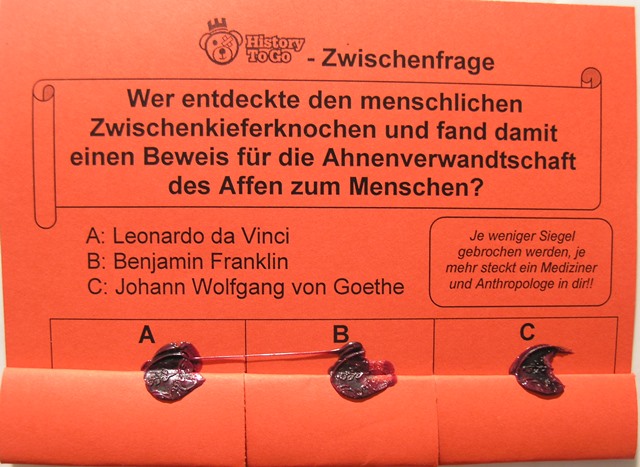 History
To Go
- Zwischenfrage
Wer entdeckte den menschlichen
Zwischenkieferknochen und fand damit
einen Beweis für die Ahnenverwandtschaft
des Affen zum Menschen?
A: Leonardo da Vinci
B: Benjamin Franklin
C: Johann Wolfgang von Goethe
Je weniger Siegel
gebrochen werden, je
mehr steckt ein Mediziner
und Anthropologe in dir!!
A B C